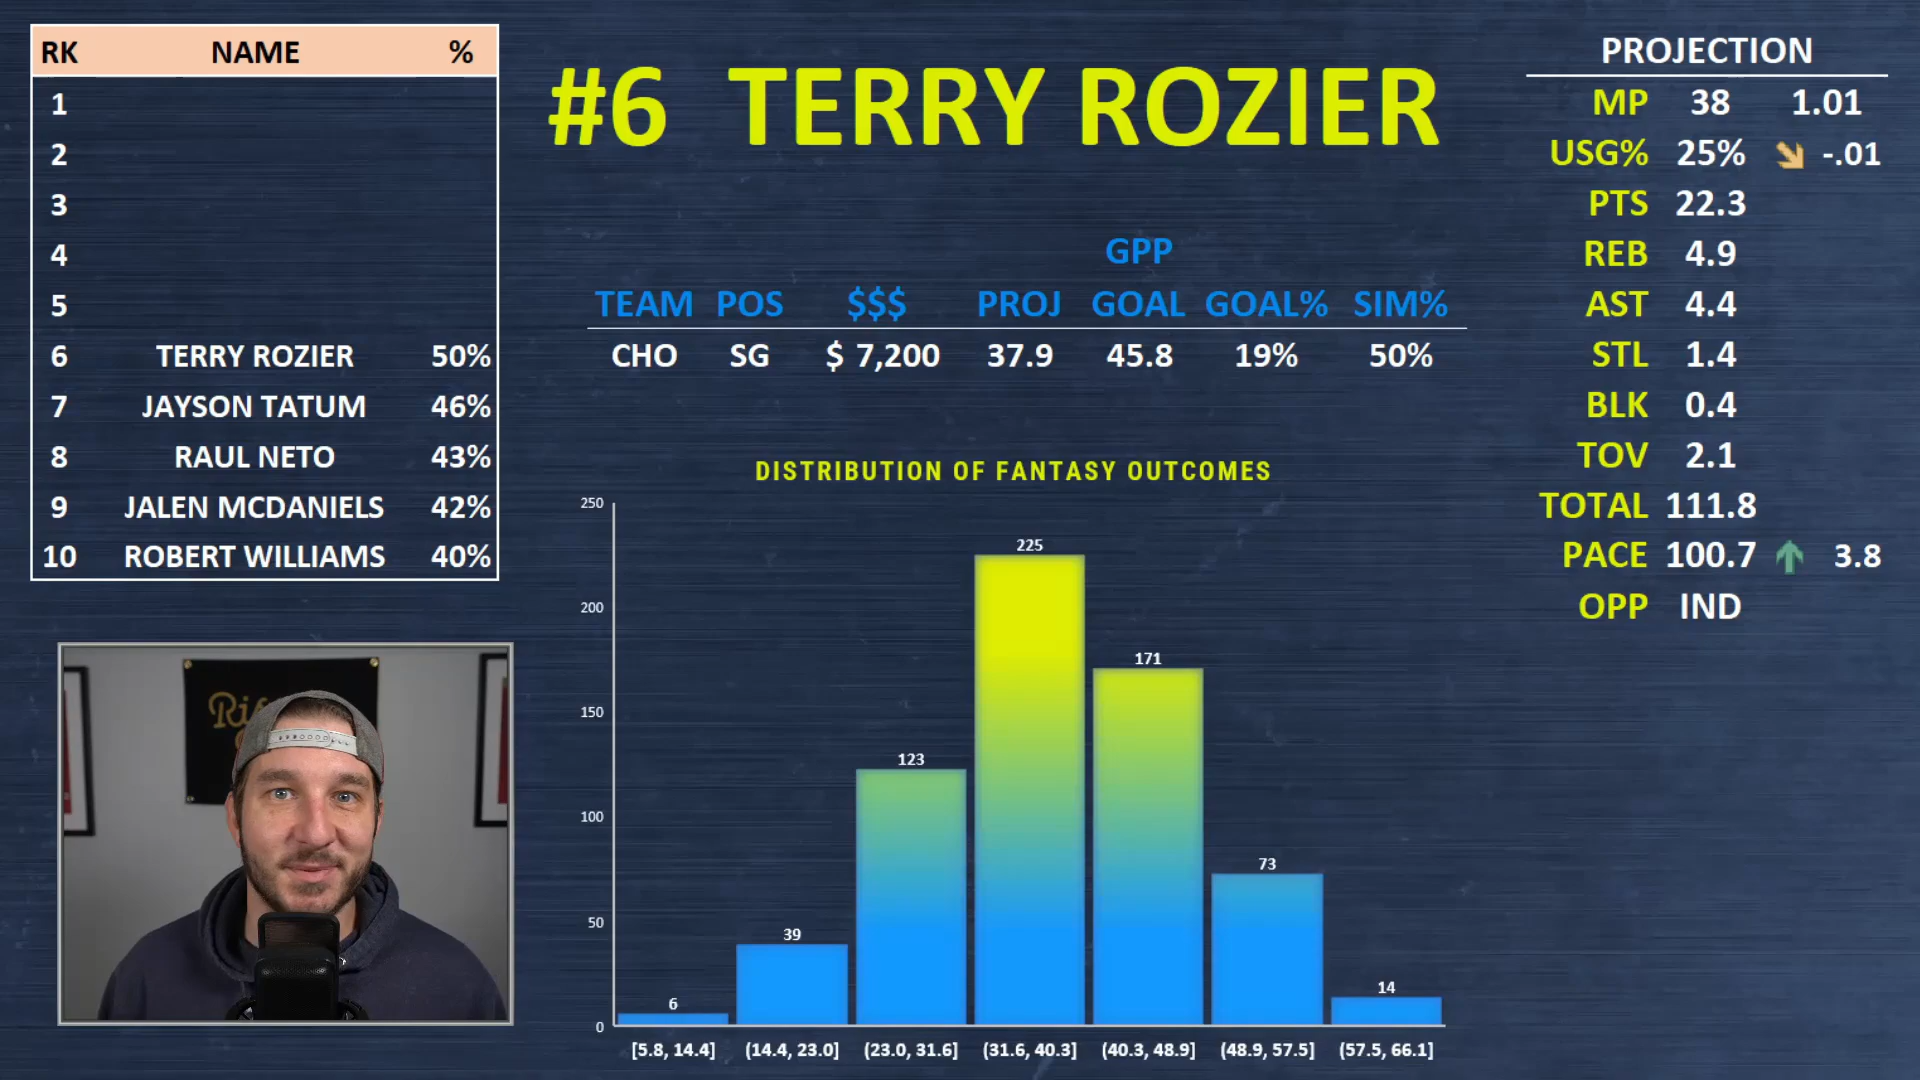 RK NAME %
1
2
3
4
5
6 TERRY ROZIER 50%
7 JAYSON TATUM 46%
8 RAUL NETO 43%
9 JALEN MCDANIELS 42%
10 ROBERT WILLIAMS 40%
#6 TERRY ROZIER
GPP
TEAM POS $$$ PROJ GOAL GOAL% SIM%
CHO SG $ 7,200 37.9 45.8 19% 50%
DISTRIBUTION OF FANTASY OUTCOMES
250
200
150
100
50
0
6
39
123
225
171
73
14
[5.8, 14.4] (14.4, 23.0] (23.0, 31.6] (31.6, 40.3] (40.3, 48.9] (48.9, 57.5] (57.5, 66.1]
PROJECTION
MP 38 1.01
USG% 25% -.01
PTS 22.3
REB 4.9
AST 4.4
STL 1.4
BLK 0.4
TOV 2.1
TOTAL 111.8
PACE 100.7 3.8
OPP IND